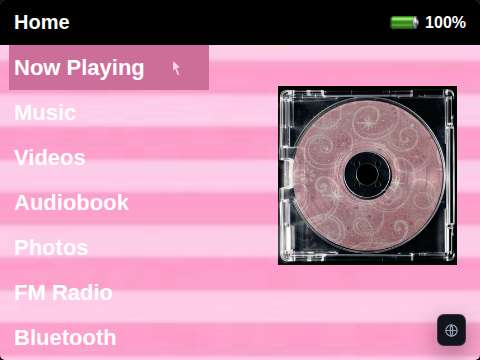 Home
100%
Now Playing
Music
Videos
Audiobook
Photos
FM Radio
Bluetooth